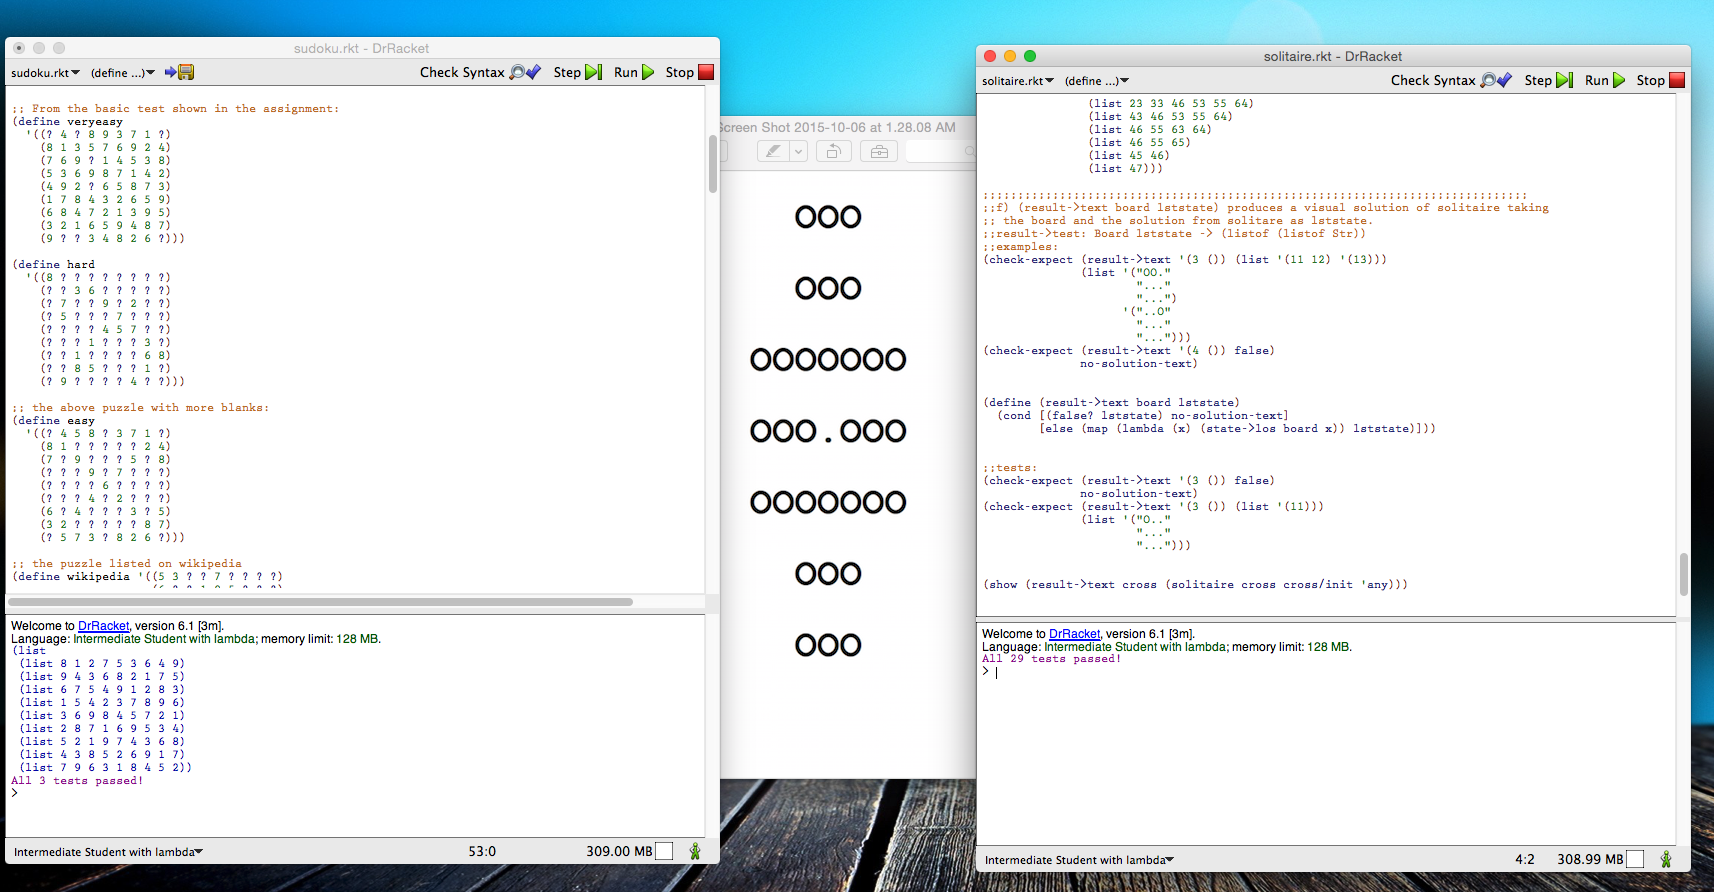 sudoku.rkt - DrRacket
sudoku.rkt (define ...) Check Syntax Step Run Stop
;; From the basic test shown in the assignment:
(define veryeasy
'((? 4 ? 8 9 3 7 1 ?)
(8 1 3 5 7 6 9 2 4)
(7 6 9 ? 1 4 5 3 8)
(5 3 6 9 8 7 1 4 2)
(4 9 2 ? 6 5 8 7 3)
(1 7 8 4 3 2 6 5 9)
(6 8 4 7 2 1 3 9 5)
(3 2 1 6 5 9 4 8 7)
(9 ? ? 3 4 8 2 6 ?)))
(define hard
'((8 ? ? ? ? ? ? ? ?)
(? ? 3 6 ? ? ? ? ?)
(? 7 ? ? 9 ? 2 ? ?)
(? 5 ? ? ? 7 ? ? ?)
(? ? ? ? 4 5 7 ? ?)
(? ? ? 1 ? ? ? 3 ?)
(? ? 1 ? ? ? ? 6 8)
(? ? 8 5 ? ? ? 1 ?)
(? 9 ? ? ? ? 4 ? ?)))
;; the above puzzle with more blanks:
(define easy
'((? 4 5 8 ? 3 7 1 ?)
(8 1 ? ? ? ? ? 2 4)
(7 ? 9 ? ? ? 5 ? 8)
(? ? ? 9 ? 7 ? ? ?)
(? ? ? ? 6 ? ? ? ?)
(? ? ? 4 ? 2 ? ? ?)
(6 ? 4 ? ? ? 3 ? 5)
(3 2 ? ? ? ? ? 8 7)
(? 5 7 3 ? 8 2 6 ?)))
;; the puzzle listed on wikipedia
(define wikipedia '((5 3 ? ? 7 ? ? ? ?)
Welcome to DrRacket, version 6.1 [3m].
Language: Intermediate Student with lambda; memory limit: 128 MB.
(list
(list 8 1 2 7 5 3 6 4 9)
(list 9 4 3 6 8 2 1 7 5)
(list 6 7 5 4 9 1 2 8 3)
(list 1 5 4 2 3 7 8 9 6)
(list 3 6 9 8 4 5 7 2 1)
(list 2 8 7 1 6 9 5 3 4)
(list 5 2 1 9 7 4 3 6 8)
(list 4 3 8 5 2 6 9 1 7)
(list 7 9 6 3 1 8 4 5 2))
All 3 tests passed!
>
Intermediate Student with lambda 53:0 309.00 MB
Screen Shot 2015-10-06 at 1.28.08 AM
OOO
OOO
OOOOOOO
OOO.OOO
OOOOOOO
OOO
OOO
solitaire.rkt - DrRacket
solitaire.rkt (define ...) Check Syntax Step Run Stop
(list 23 33 46 53 55 64)
(list 43 46 53 55 64)
(list 46 55 63 64)
(list 46 55 65)
(list 45 46)
(list 47)))
;;;;;;;;;;;;;;;;;;;;;;;;;;;;;;;;;;;;;;;;;;;;;;;;;;;;;;;;;;;;;;;;;;;;;;;;;;;;;;
;;f) (result->text board lststate) produces a visual solution of solitaire taking
;; the board and the solution from solitare as lststate.
;;result->test: Board lststate -> (listof (listof Str))
;;examples:
(check-expect (result->text '(3 ()) (list '(11 12) '(13)))
(list '("OO."
"..."
"...")
'("..O"
"..."
"...")))
(check-expect (result->text '(4 ()) false)
no-solution-text)
(define (result->text board lststate)
(cond [(false? lststate) no-solution-text]
[else (map (lambda (x) (state->los board x)) lststate)]))
;;tests:
(check-expect (result->text '(3 ()) false)
no-solution-text)
(check-expect (result->text '(3 ()) (list '(11)))
(list '("O.."
"..."
"...")))
(show (result->text cross (solitaire cross cross/init 'any)))
Welcome to DrRacket, version 6.1 [3m].
Language: Intermediate Student with lambda; memory limit: 128 MB.
All 29 tests passed!
>
Intermediate Student with lambda 4:2 308.99 MB